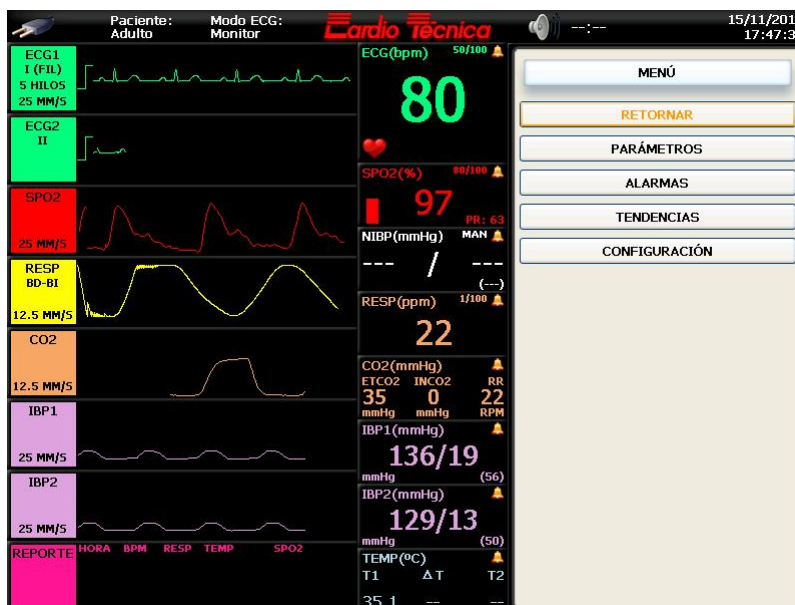 Paciente: Modo ECG: Cardio Técnica --:-- 15/11/201
Adulto Monitor 17:47:3
ECG1
I (FIL)
5 HILOS
25 MM/S
ECG2
II
SPO2
25 MM/S
RESP
BD-BI
12.5 MM/S
CO2
12.5 MM/S
IBP1
25 MM/S
IBP2
25 MM/S
REPORTE HORA BPM RESP TEMP SPO2
ECG(bpm) 50/100
80
SPO2(%) 80/100
97
PR: 63
NIBP(mmHg) MAN
--- / ---
(---)
RESP(ppm) 1/100
22
CO2(mmHg)
ETCO2 INCO2 RR
35 0 22
mmHg mmHg RPM
IBP1(mmHg)
136/19
mmHg (56)
IBP2(mmHg)
129/13
mmHg (50)
TEMP(ºC)
T1 ΔT T2
35.1 -- --
MENÚ
RETORNAR
PARÁMETROS
ALARMAS
TENDENCIAS
CONFIGURACIÓN